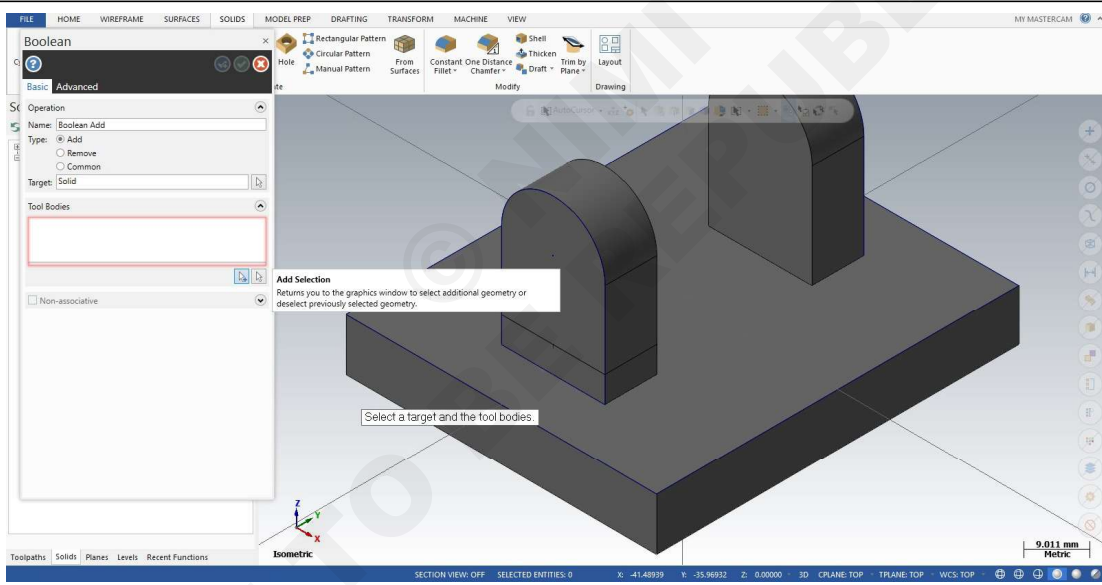 FILE HOME WIREFRAME SURFACES SOLIDS MODEL PREP DRAFTING TRANSFORM MACHINE VIEW MY MASTERCAM
Boolean
Basic Advanced
Operation
Name: Boolean Add
Type: Add
Remove
Common
Target: Solid
Tool Bodies
Non-associative
Hole
Rectangular Pattern
Circular Pattern
Manual Pattern
From Surfaces
Constant Fillet
One Distance Chamfer
Shell
Thicken
Draft
Trim by Plane
Layout
Modify
Drawing
AutoCursor
Add Selection
Returns you to the graphics window to select additional geometry or
deselect previously selected geometry.
Select a target and the tool bodies.
Z
Y
X
Isometric
9.011 mm
Metric
Toolpaths Solids Planes Levels Recent Functions
SECTION VIEW: OFF SELECTED ENTITIES: 0 X: -41.48939 Y: -35.96932 Z: 0.00000 3D CPLANE: TOP TPLANE: TOP WCS: TOP
© NIMI
TO BE REPUB